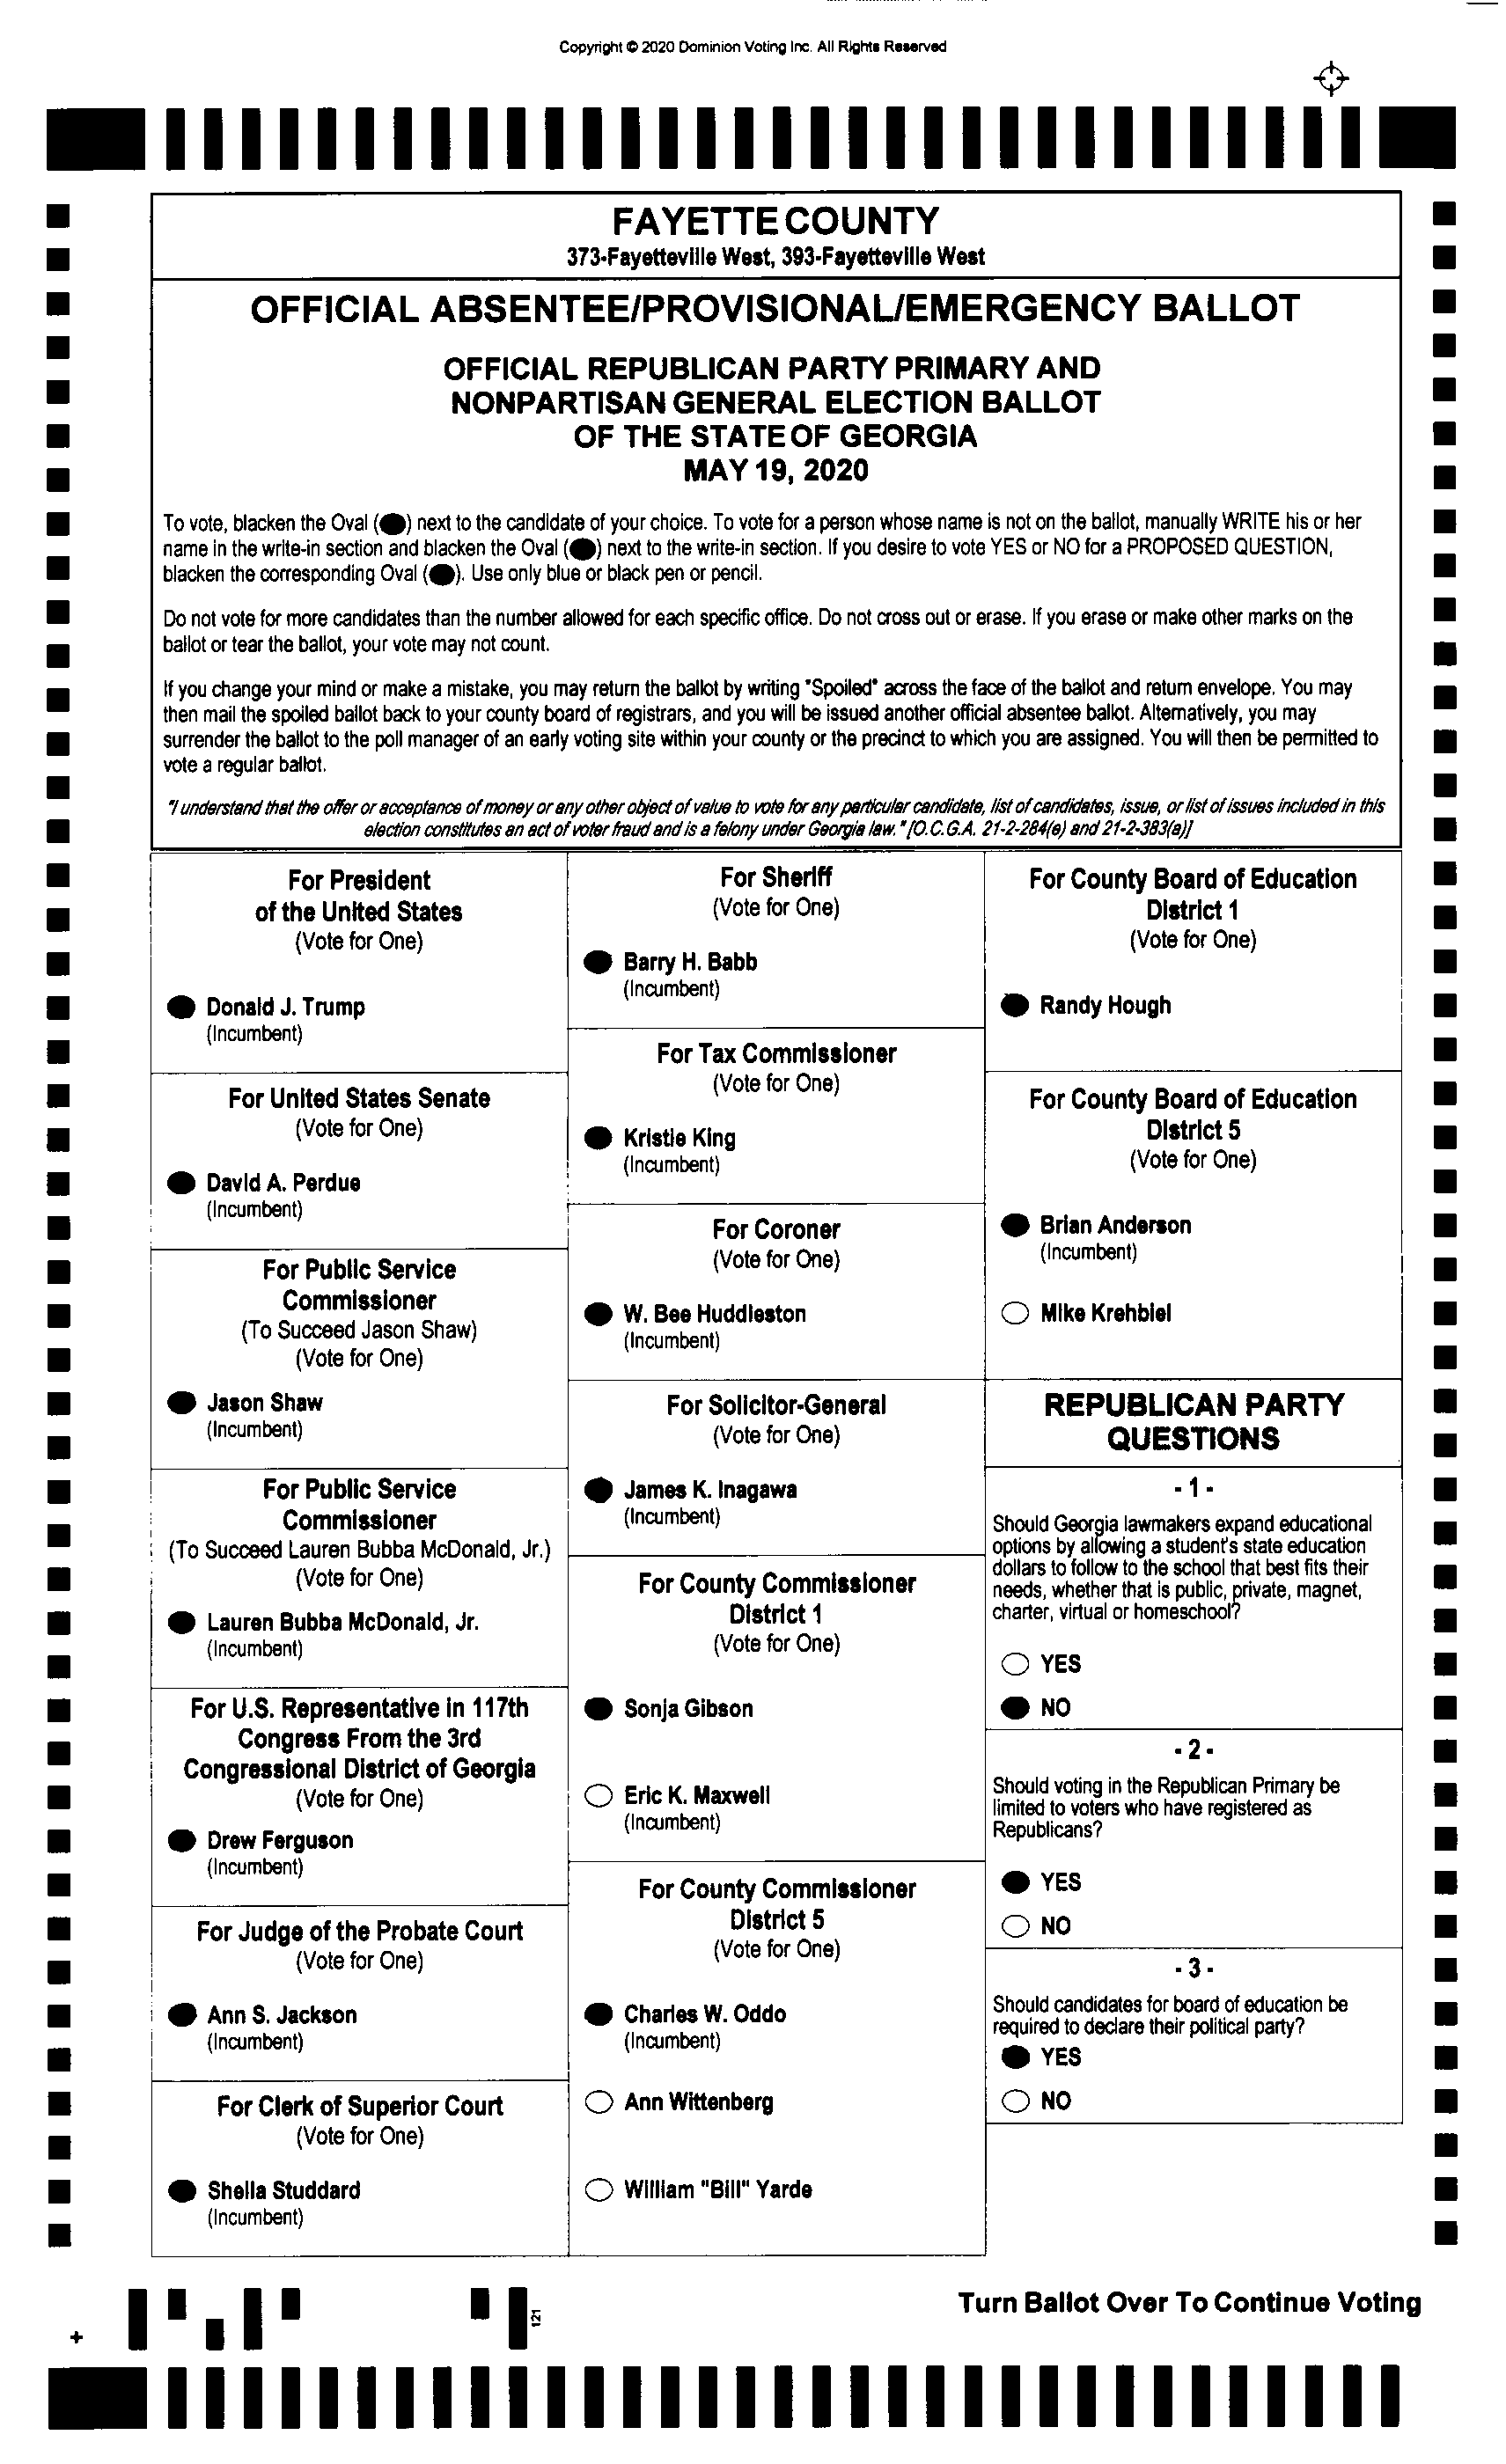 Copyright © 2020 Dominion Voting Inc. All Rights Reserved
FAYETTE COUNTY
373-Fayetteville West, 393-Fayetteville West
OFFICIAL ABSENTEE/PROVISIONAL/EMERGENCY BALLOT
OFFICIAL REPUBLICAN PARTY PRIMARY AND
NONPARTISAN GENERAL ELECTION BALLOT
OF THE STATE OF GEORGIA
MAY 19, 2020
To vote, blacken the Oval (●) next to the candidate of your choice. To vote for a person whose name is not on the ballot, manually WRITE his or her
name in the write-in section and blacken the Oval (●) next to the write-in section. If you desire to vote YES or NO for a PROPOSED QUESTION,
blacken the corresponding Oval (●). Use only blue or black pen or pencil.
Do not vote for more candidates than the number allowed for each specific office. Do not cross out or erase. If you erase or make other marks on the
ballot or tear the ballot, your vote may not count.
If you change your mind or make a mistake, you may return the ballot by writing "Spoiled" across the face of the ballot and return envelope. You may
then mail the spoiled ballot back to your county board of registrars, and you will be issued another official absentee ballot. Alternatively, you may
surrender the ballot to the poll manager of an early voting site within your county or the precinct to which you are assigned. You will then be permitted to
vote a regular ballot.
"I understand that the offer or acceptance of money or any other object of value to vote for any particular candidate, list of candidates, issue, or list of issues included in this
election constitutes an act of voter fraud and is a felony under Georgia law." [O.C.G.A. 21-2-284(e) and 21-2-383(a)]
For President
of the United States
(Vote for One)
Donald J. Trump
(Incumbent)
For United States Senate
(Vote for One)
David A. Perdue
(Incumbent)
For Public Service
Commissioner
(To Succeed Jason Shaw)
(Vote for One)
Jason Shaw
(Incumbent)
For Public Service
Commissioner
(To Succeed Lauren Bubba McDonald, Jr.)
(Vote for One)
Lauren Bubba McDonald, Jr.
(Incumbent)
For U.S. Representative in 117th
Congress From the 3rd
Congressional District of Georgia
(Vote for One)
Drew Ferguson
(Incumbent)
For Judge of the Probate Court
(Vote for One)
Ann S. Jackson
(Incumbent)
For Clerk of Superior Court
(Vote for One)
Sheila Studdard
(Incumbent)
For Sheriff
(Vote for One)
Barry H. Babb
(Incumbent)
For Tax Commissioner
(Vote for One)
Kristie King
(Incumbent)
For Coroner
(Vote for One)
W. Bee Huddleston
(Incumbent)
For Solicitor-General
(Vote for One)
James K. Inagawa
(Incumbent)
For County Commissioner
District 1
(Vote for One)
Sonja Gibson
Eric K. Maxwell
(Incumbent)
For County Commissioner
District 5
(Vote for One)
Charles W. Oddo
(Incumbent)
Ann Wittenberg
William "Bill" Yarde
For County Board of Education
District 1
(Vote for One)
Randy Hough
For County Board of Education
District 5
(Vote for One)
Brian Anderson
(Incumbent)
Mike Krehbiel
REPUBLICAN PARTY
QUESTIONS
- 1 -
Should Georgia lawmakers expand educational
options by allowing a student's state education
dollars to follow to the school that best fits their
needs, whether that is public, private, magnet,
charter, virtual or homeschool?
YES
NO
- 2 -
Should voting in the Republican Primary be
limited to voters who have registered as
Republicans?
YES
NO
- 3 -
Should candidates for board of education be
required to declare their political party?
YES
NO
121
Turn Ballot Over To Continue Voting